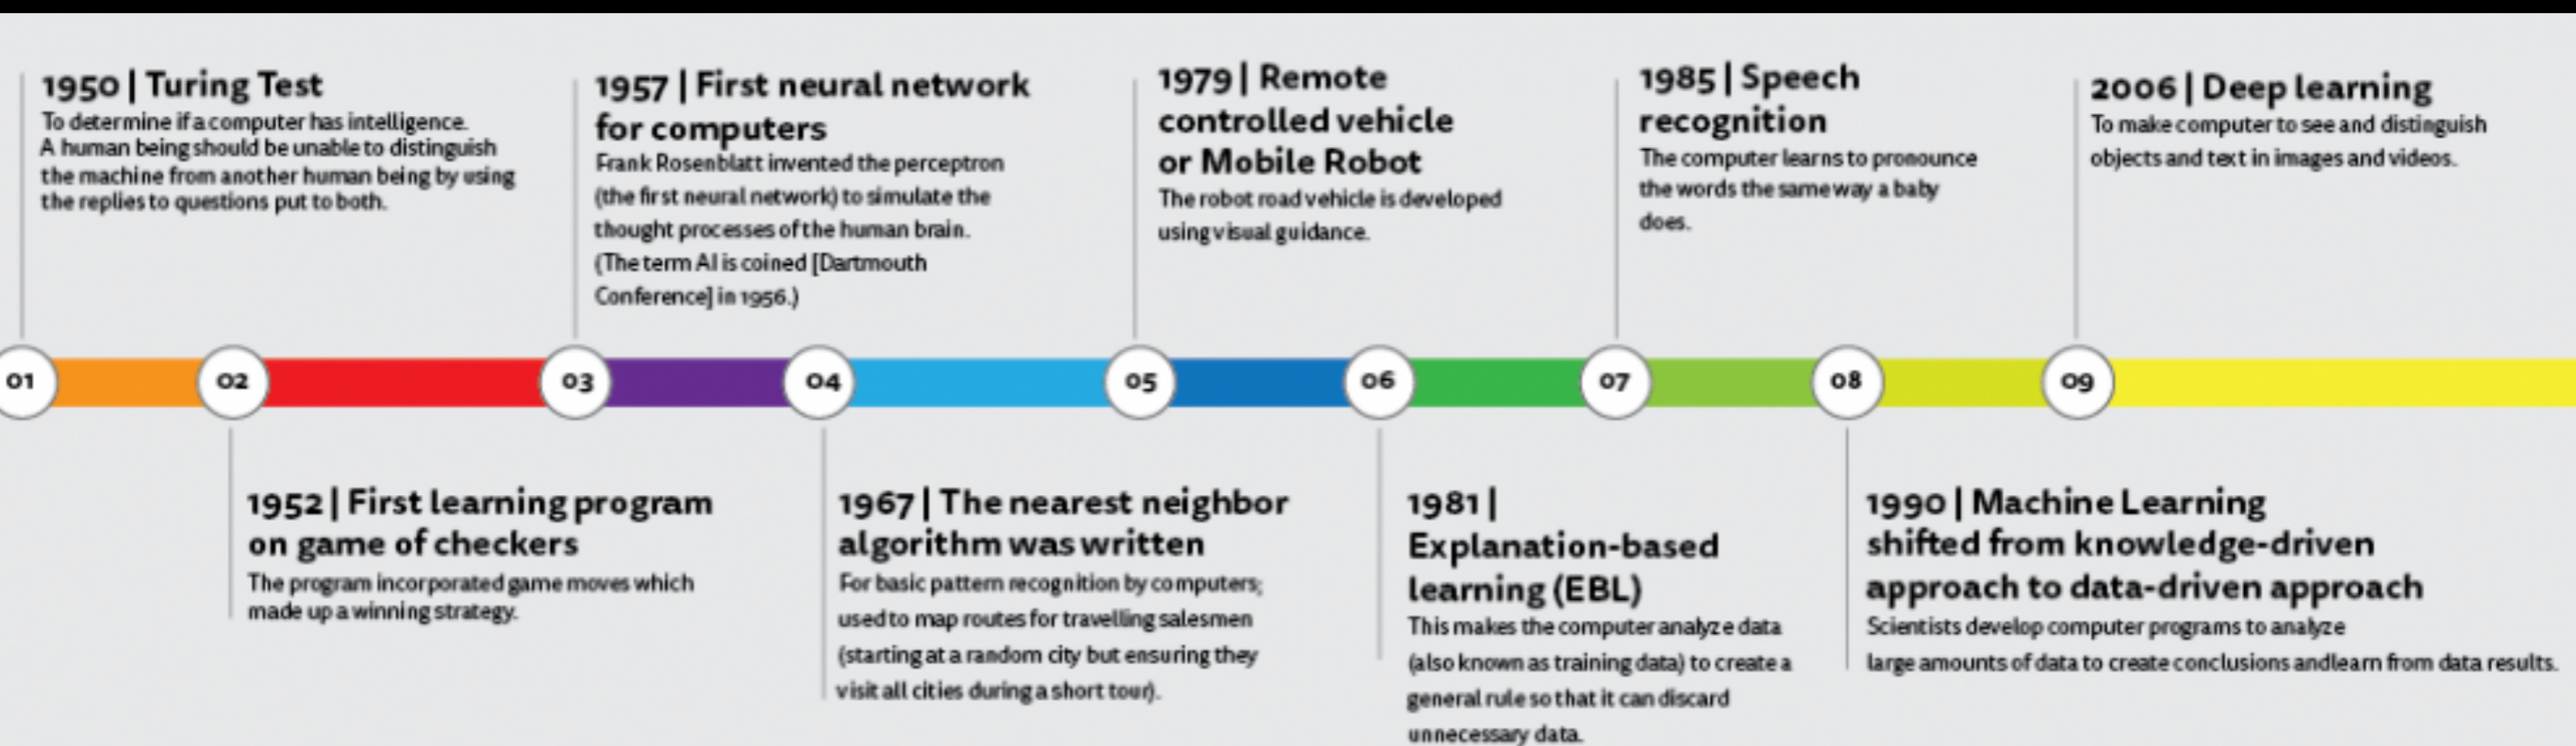 1950 | Turing Test
To determine if a computer has intelligence.
A human being should be unable to distinguish
the machine from another human being by using
the replies to questions put to both.
1957 | First neural network
for computers
Frank Rosenblatt invented the perceptron
(the first neural network) to simulate the
thought processes of the human brain.
(The term AI is coined [Dartmouth
Conference] in 1956.)
1979 | Remote
controlled vehicle
or Mobile Robot
The robot road vehicle is developed
using visual guidance.
1985 | Speech
recognition
The computer learns to pronounce
the words the same way a baby
does.
2006 | Deep learning
To make computer to see and distinguish
objects and text in images and videos.
01
02
03
04
05
06
07
08
09
1952 | First learning program
on game of checkers
The program incorporated game moves which
made up a winning strategy.
1967 | The nearest neighbor
algorithm was written
For basic pattern recognition by computers;
used to map routes for travelling salesmen
(starting at a random city but ensuring they
visit all cities during a short tour).
1981 |
Explanation-based
learning (EBL)
This makes the computer analyze data
(also known as training data) to create a
general rule so that it can discard
unnecessary data.
1990 | Machine Learning
shifted from knowledge-driven
approach to data-driven approach
Scientists develop computer programs to analyze
large amounts of data to create conclusions andlearn from data results.